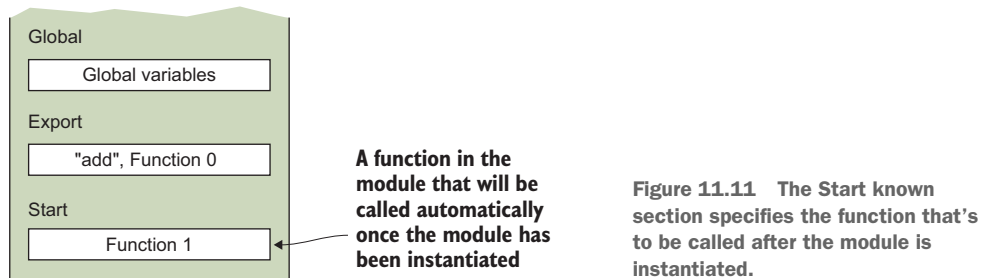 Global
Global variables
Export
"add", Function 0
Start
Function 1
A function in the
module that will be
called automatically
once the module has
been instantiated
Figure 11.11 The Start known
section specifies the function that's
to be called after the module is
instantiated.